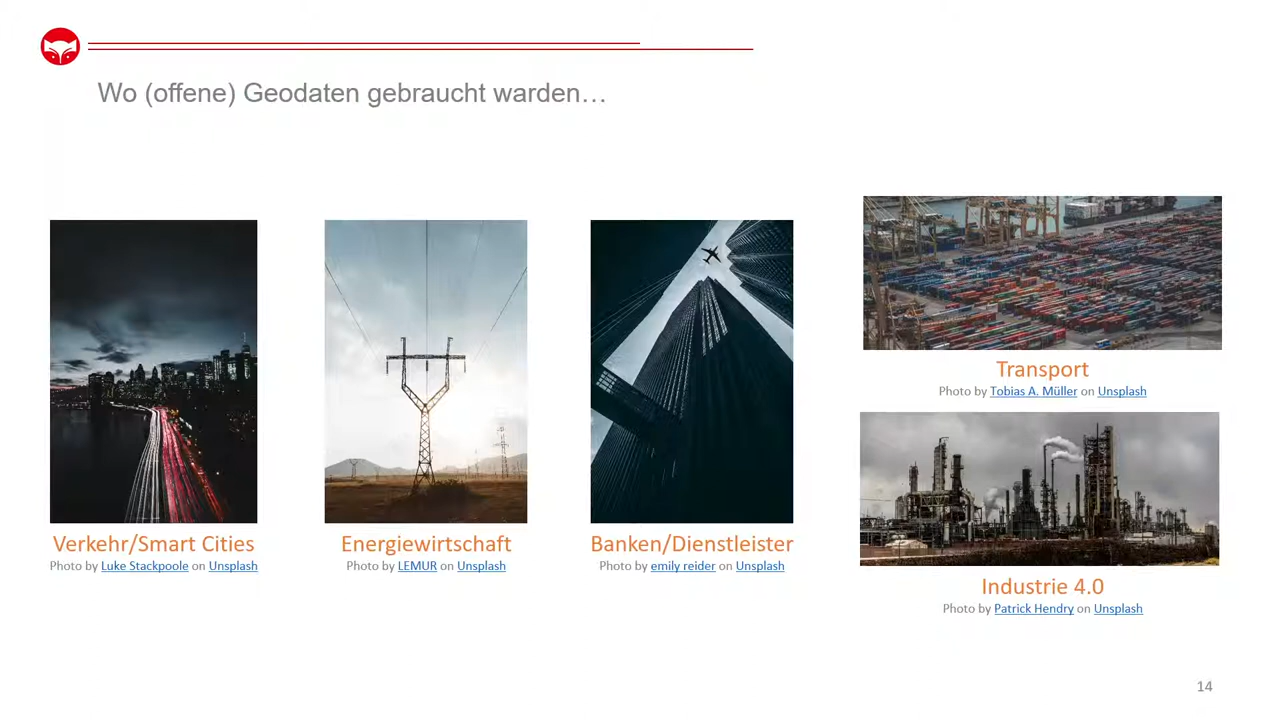 Wo (offene) Geodaten gebraucht warden…
Verkehr/Smart Cities
Photo by Luke Stackpoole on Unsplash
Energiewirtschaft
Photo by LEMUR on Unsplash
Banken/Dienstleister
Photo by emily reider on Unsplash
Transport
Photo by Tobias A. Müller on Unsplash
Industrie 4.0
Photo by Patrick Hendry on Unsplash
14